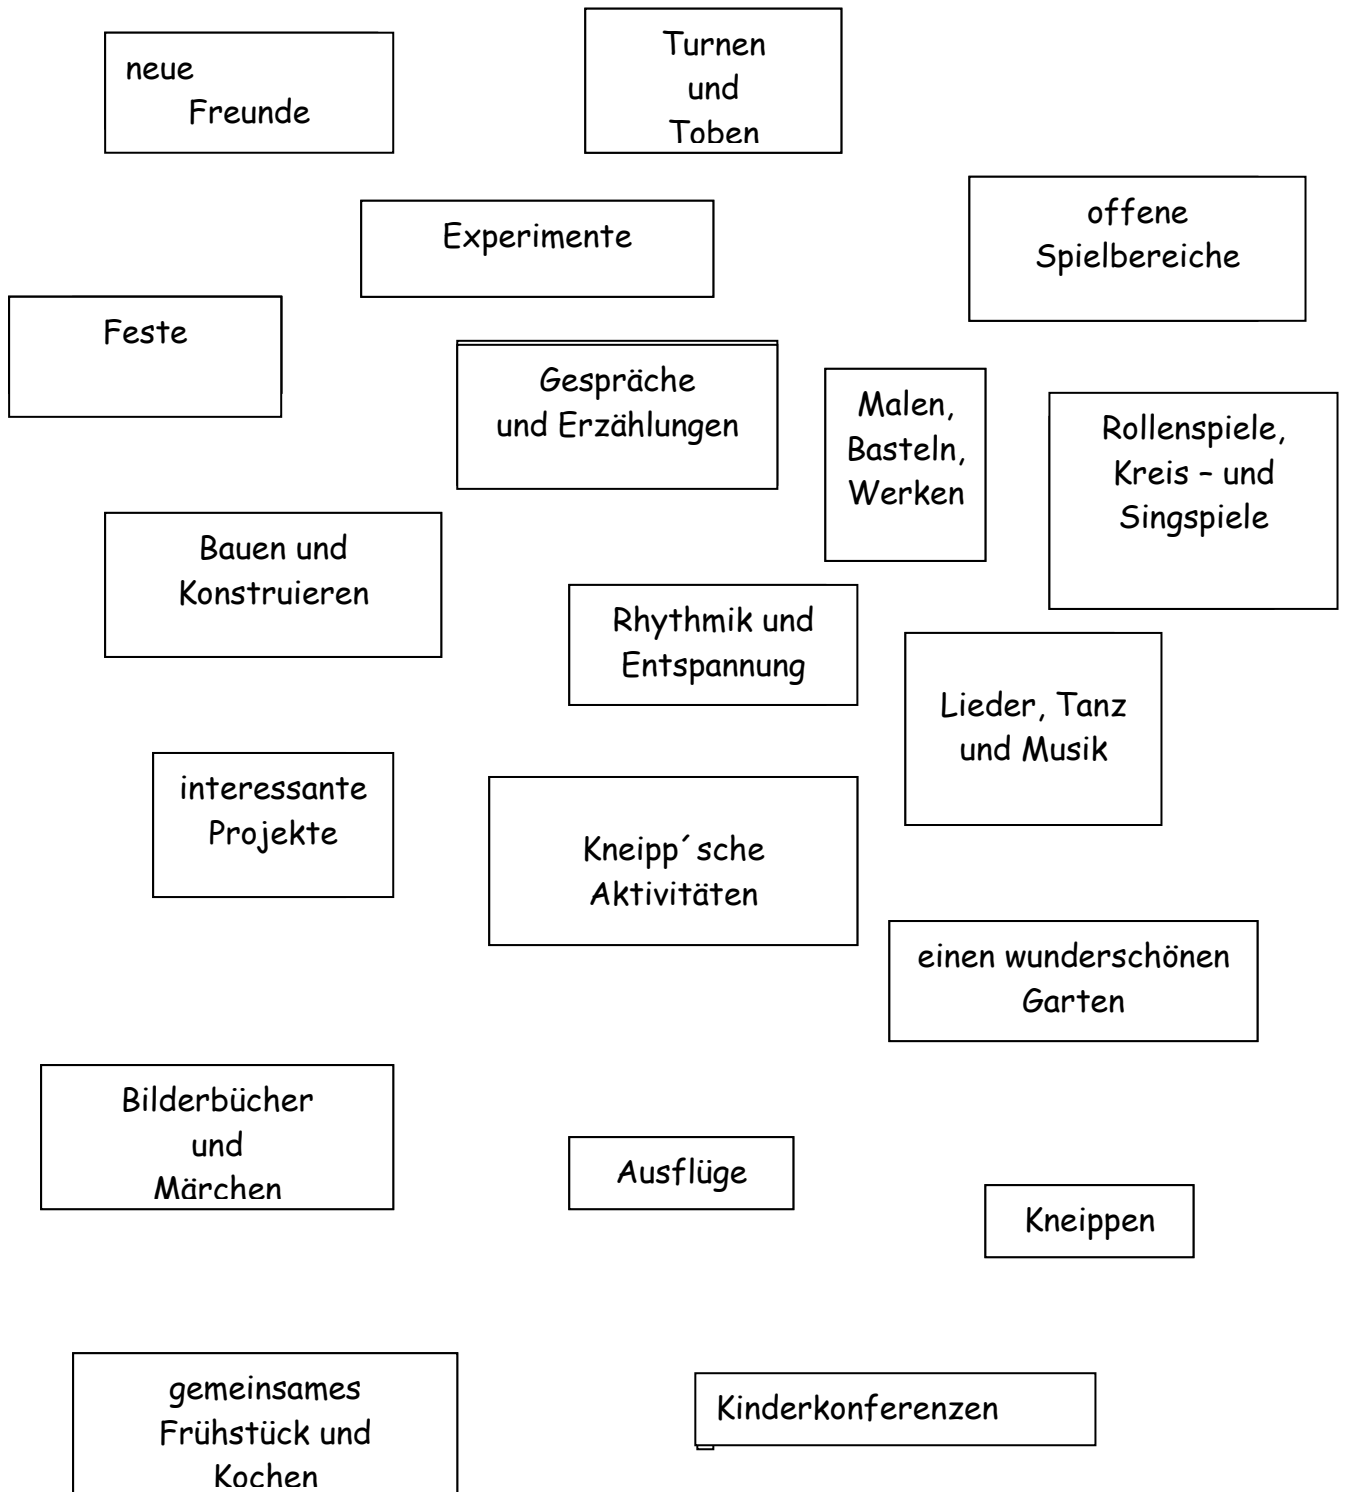 neue
Freunde
Turnen
und
Toben
Experimente
offene
Spielbereiche
Feste
Gespräche
und Erzählungen
Malen,
Basteln,
Werken
Rollenspiele,
Kreis – und
Singspiele
Bauen und
Konstruieren
Rhythmik und
Entspannung
Lieder, Tanz
und Musik
interessante
Projekte
Kneipp´sche
Aktivitäten
einen wunderschönen
Garten
Bilderbücher
und
Märchen
Ausflüge
Kneippen
gemeinsames
Frühstück und
Kochen
Kinderkonferenzen